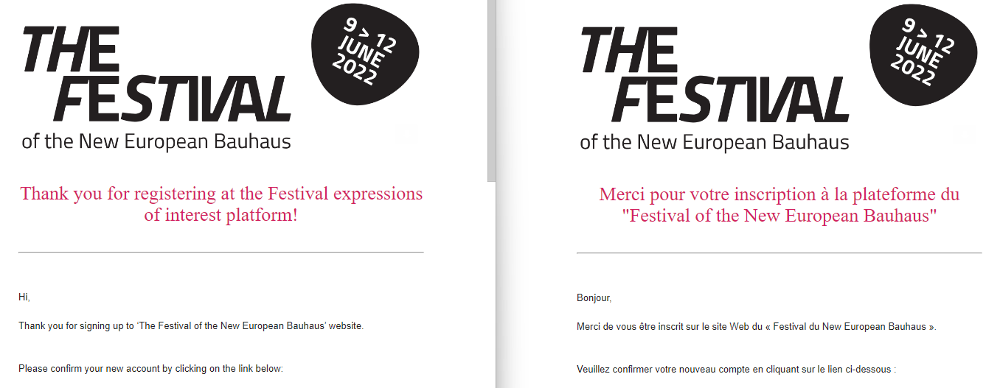 THE
FESTIVAL
of the New European Bauhaus
9 > 12
JUNE
2022
Thank you for registering at the Festival expressions
of interest platform!
Hi,
Thank you for signing up to ‘The Festival of the New European Bauhaus’ website.
Please confirm your new account by clicking on the link below:
THE
FESTIVAL
of the New European Bauhaus
9 > 12
JUNE
2022
Merci pour votre inscription à la plateforme du
"Festival of the New European Bauhaus"
Bonjour,
Merci de vous être inscrit sur le site Web du « Festival du New European Bauhaus ».
Veuillez confirmer votre nouveau compte en cliquant sur le lien ci-dessous :